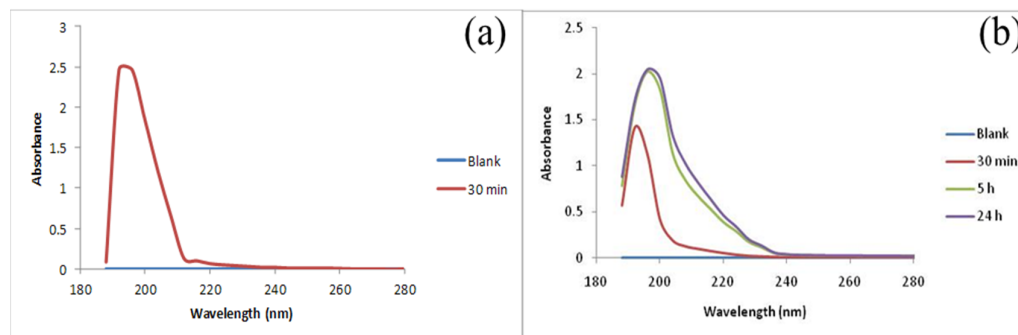 (a)
3
2.5
2
1.5
1
0.5
0
Absorbance
180 200 220 240 260 280
Wavelength (nm)
Blank
30 min
(b)
2.5
2
1.5
1
0.5
0
Absorbance
180 200 220 240 260 280
Wavelength (nm)
Blank
30 min
5 h
24 h